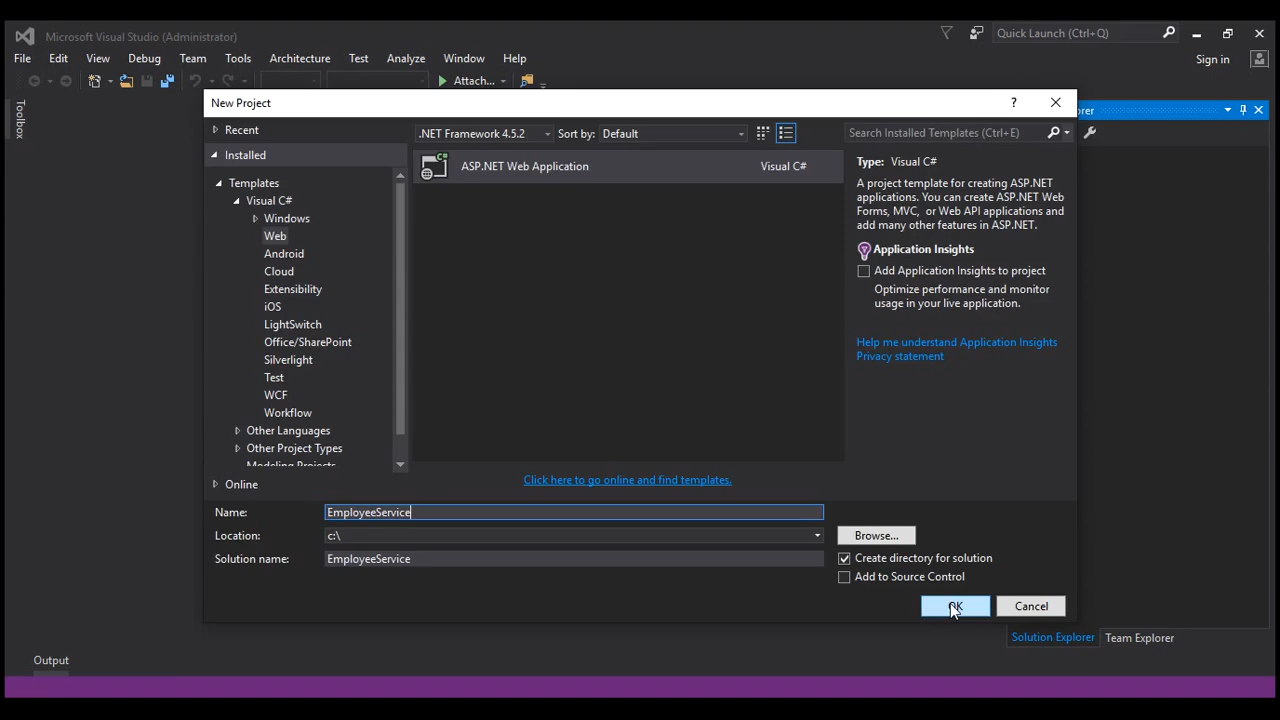 Microsoft Visual Studio (Administrator)
Quick Launch (Ctrl+Q)
File Edit View Debug Team Tools Architecture Test Analyze Window Help
Sign in
Attach...
Toolbox
New Project
?
Recent
.NET Framework 4.5.2
Sort by: Default
Search Installed Templates (Ctrl+E)
Installed
Templates
Visual C#
Windows
Web
Android
Cloud
Extensibility
iOS
LightSwitch
Office/SharePoint
Silverlight
Test
WCF
Workflow
Other Languages
Other Project Types
Modeling Projects
Online
ASP.NET Web Application Visual C#
Click here to go online and find templates.
Type: Visual C#
A project template for creating ASP.NET
applications. You can create ASP.NET Web
Forms, MVC, or Web API applications and
add many other features in ASP.NET.
Application Insights
Add Application Insights to project
Optimize performance and monitor
usage in your live application.
Help me understand Application Insights
Privacy statement
Name: EmployeeService
Location: c:\
Browse...
Solution name: EmployeeService
Create directory for solution
Add to Source Control
OK
Cancel
Solution Explorer Team Explorer
Output